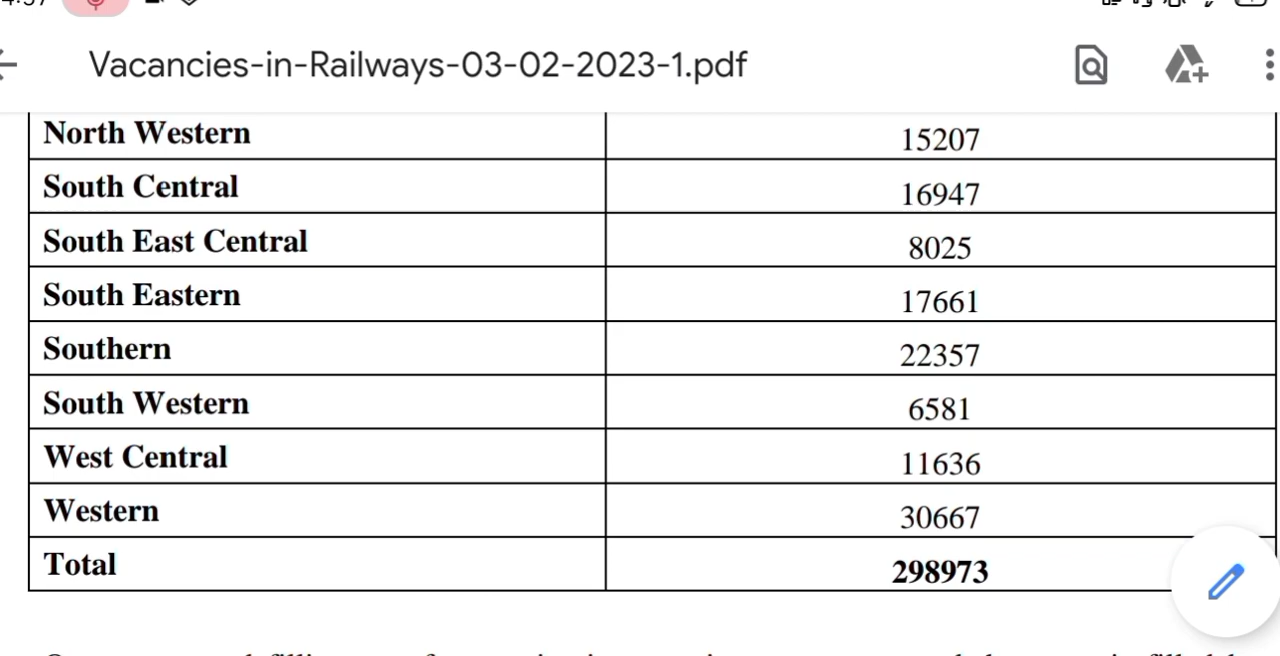 Vacancies-in-Railways-03-02-2023-1.pdf
North Western 15207
South Central 16947
South East Central 8025
South Eastern 17661
Southern 22357
South Western 6581
West Central 11636
Western 30667
Total 298973